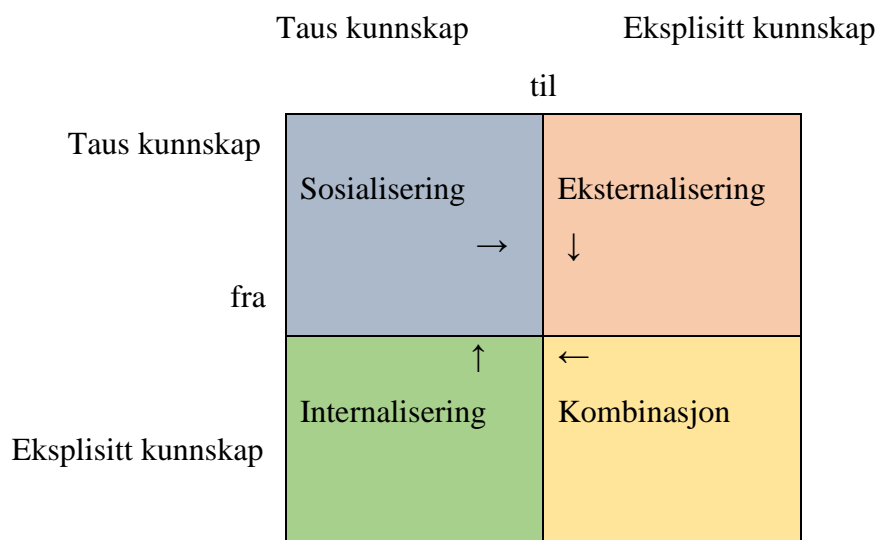 Taus kunnskap Eksplisitt kunnskap
til
Taus kunnskap
Sosialisering Eksternalisering
→ ↓
fra
↑ ←
Internalisering Kombinasjon
Eksplisitt kunnskap